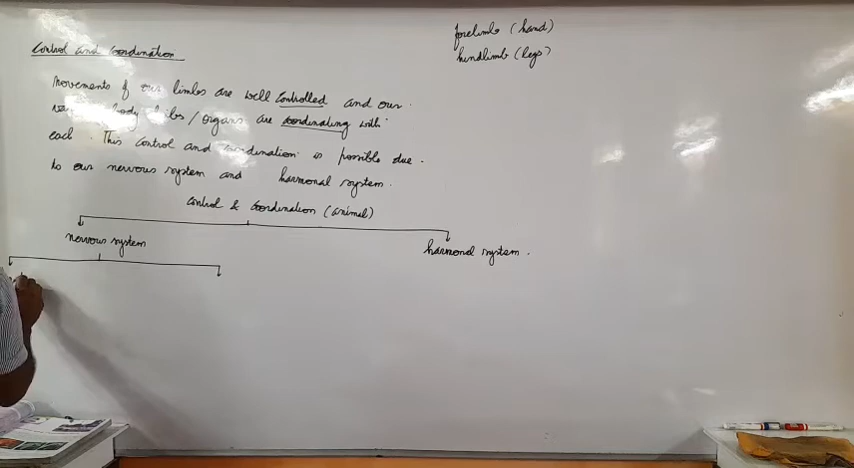 forelimb (hand)
hindlimb (legs)
Control and Coordination
Movements of our limbs are well controlled and our
body / organs are coordinating with
each. This control and coordination is possible due
to our nervous system and harmonal system.
Control & Coordination (animal)
nervous system
harmonal system.